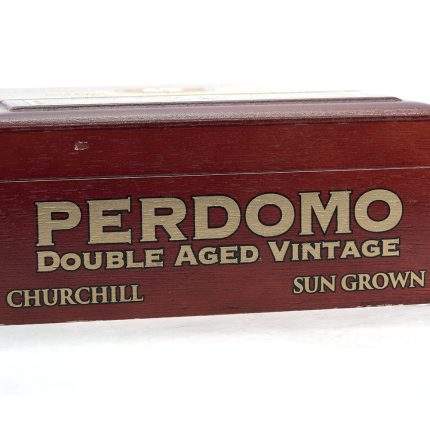 PERDOMO
DOUBLE AGED VINTAGE
CHURCHILL SUN GROWN